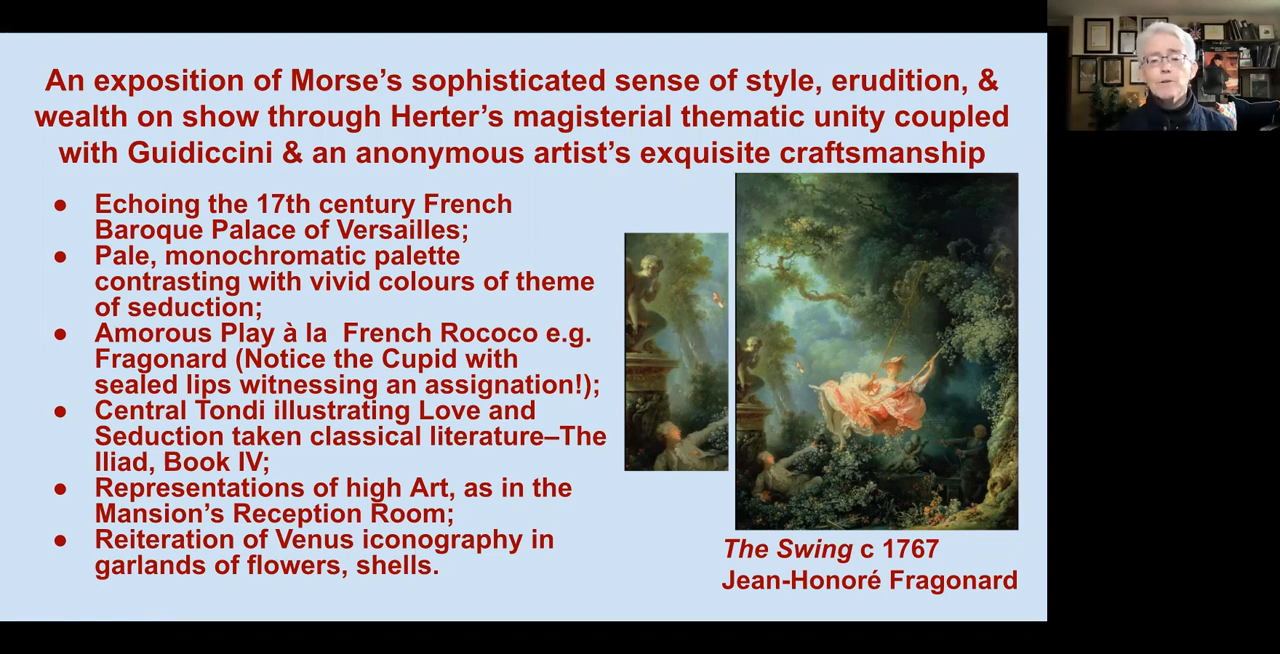 An exposition of Morse’s sophisticated sense of style, erudition, &
wealth on show through Herter’s magisterial thematic unity coupled
with Guidiccini & an anonymous artist’s exquisite craftsmanship
● Echoing the 17th century French
Baroque Palace of Versailles;
● Pale, monochromatic palette
contrasting with vivid colours of theme
of seduction;
● Amorous Play à la  French Rococo e.g.
Fragonard (Notice the Cupid with
sealed lips witnessing an assignation!);
● Central Tondi illustrating Love and
Seduction taken classical literature–The
Iliad, Book IV;
● Representations of high Art, as in the
Mansion’s Reception Room;
● Reiteration of Venus iconography in
garlands of flowers, shells.
The Swing c 1767
Jean-Honoré Fragonard